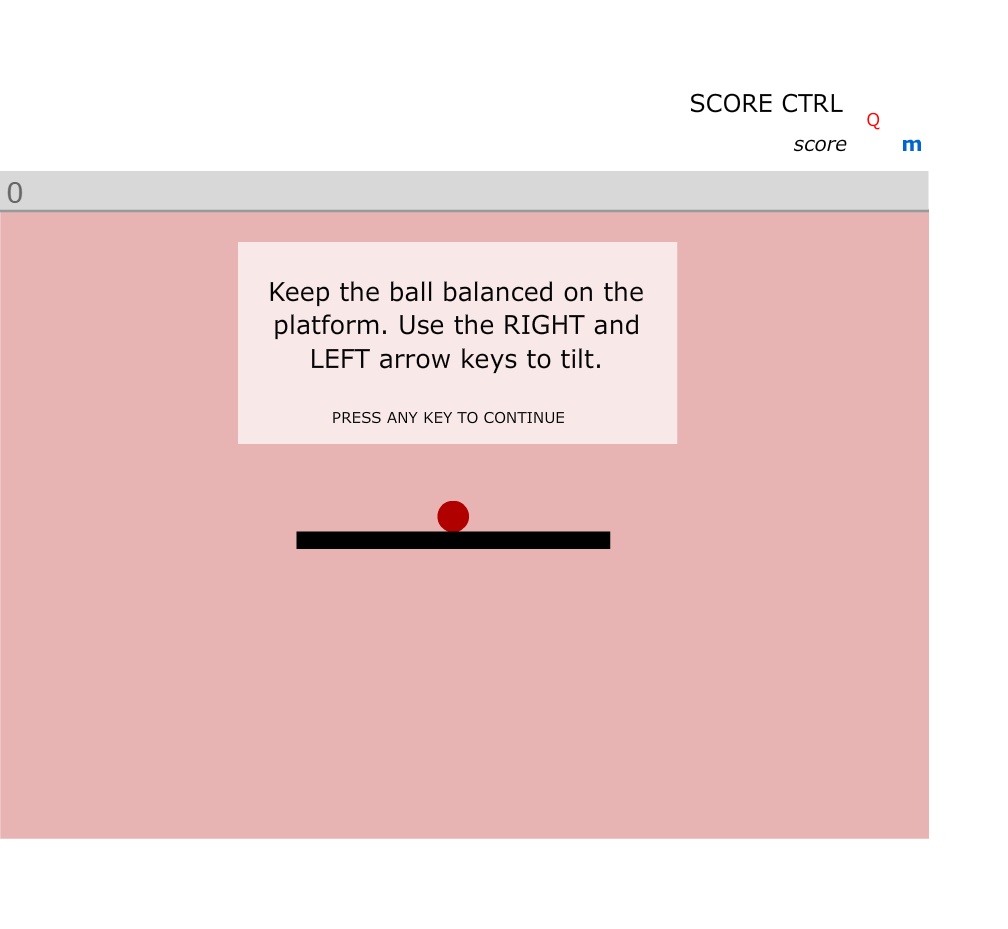 SCORE CTRL
Q
score
m
0
Keep the ball balanced on the
platform. Use the RIGHT and
LEFT arrow keys to tilt.
PRESS ANY KEY TO CONTINUE